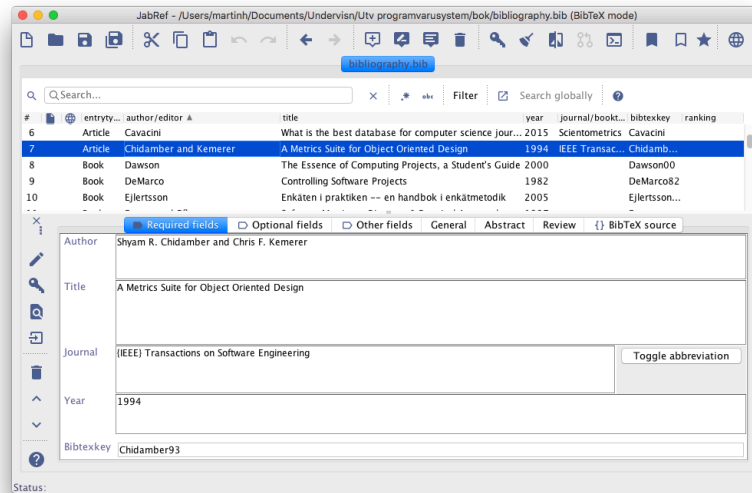 JabRef - /Users/martinh/Documents/Undervisn/Utv programvarusystem/bok/bibliography.bib (BibTeX mode)
bibliography.bib
Search... Filter Search globally
# entryty... author/editor title year journal/bookt... bibtexkey ranking
6 Article Cavacini What is the best database for computer science jour... 2015 Scientometrics Cavacini
7 Article Chidamber and Kemerer A Metrics Suite for Object Oriented Design 1994 IEEE Transac... Chidamb...
8 Book Dawson The Essence of Computing Projects, a Student's Guide 2000 Dawson00
9 Book DeMarco Controlling Software Projects 1982 DeMarco82
10 Book Ejlertsson Enkäten i praktiken -- en handbok i enkätmetodik 2005 Ejlertsson...
Required fields Optional fields Other fields General Abstract Review {} BibTeX source
Author Shyam R. Chidamber and Chris F. Kemerer
Title A Metrics Suite for Object Oriented Design
Journal {IEEE} Transactions on Software Engineering Toggle abbreviation
Year 1994
Bibtexkey Chidamber93
Status: